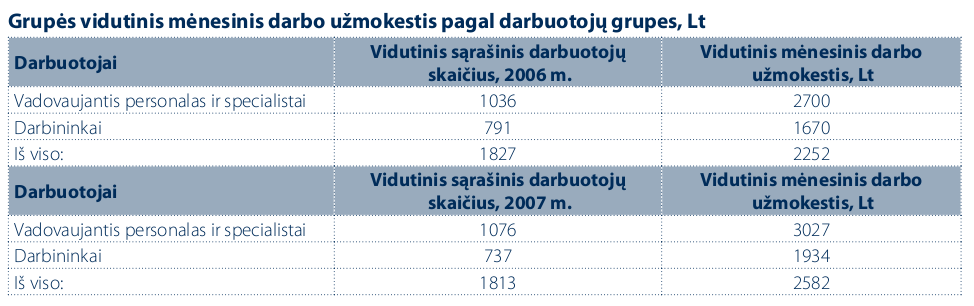 Grupės vidutinis mėnesinis darbo užmokestis pagal darbuotojų grupes, Lt
Darbuotojai Vidutinis sąrašinis darbuotojų skaičius, 2006 m. Vidutinis mėnesinis darbo užmokestis, Lt
Vadovaujantis personalas ir specialistai 1036 2700
Darbininkai 791 1670
Iš viso: 1827 2252
Darbuotojai Vidutinis sąrašinis darbuotojų skaičius, 2007 m. Vidutinis mėnesinis darbo užmokestis, Lt
Vadovaujantis personalas ir specialistai 1076 3027
Darbininkai 737 1934
Iš viso: 1813 2582